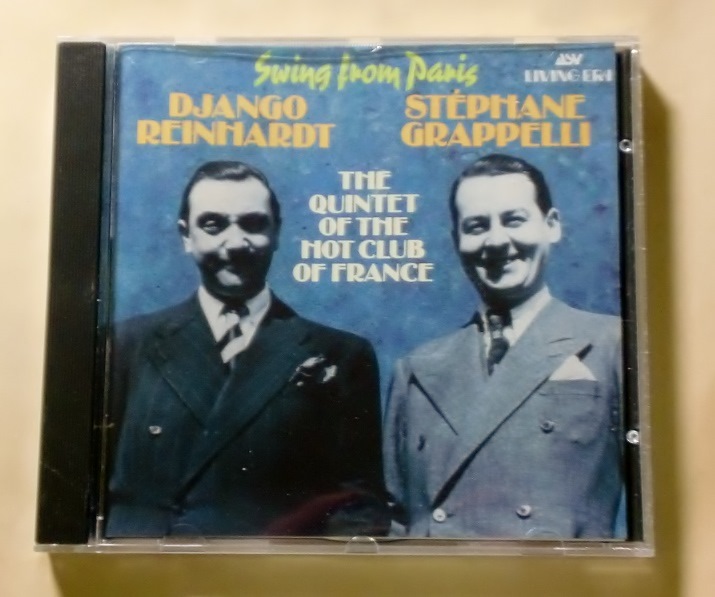 Swing from Paris
ASV
LIVING ERA
DJANGO
REINHARDT
STÉPHANE
GRAPPELLI
THE
QUINTET
OF THE
HOT CLUB
OF FRANCE